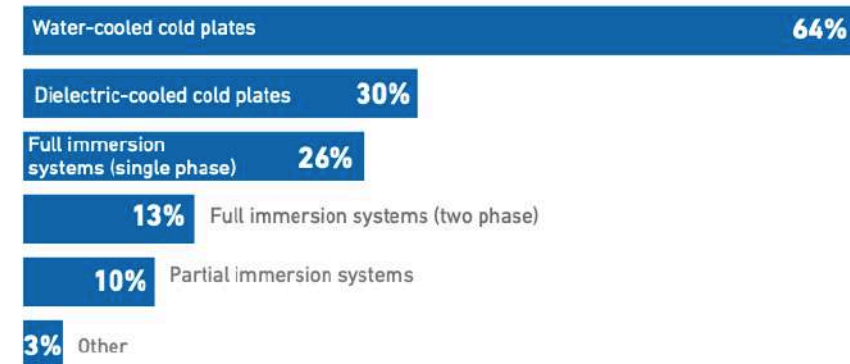 Water-cooled cold plates 64%
Dielectric-cooled cold plates 30%
Full immersion
systems (single phase) 26%
13% Full immersion systems (two phase)
10% Partial immersion systems
3% Other